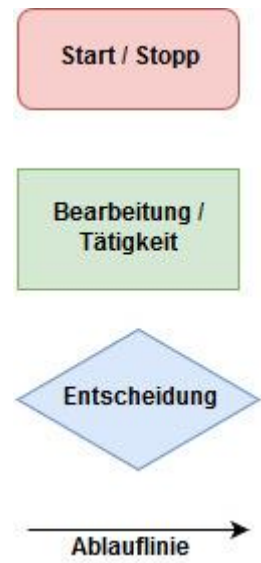 Start / Stopp
Bearbeitung /
Tätigkeit
Entscheidung
Ablauflinie